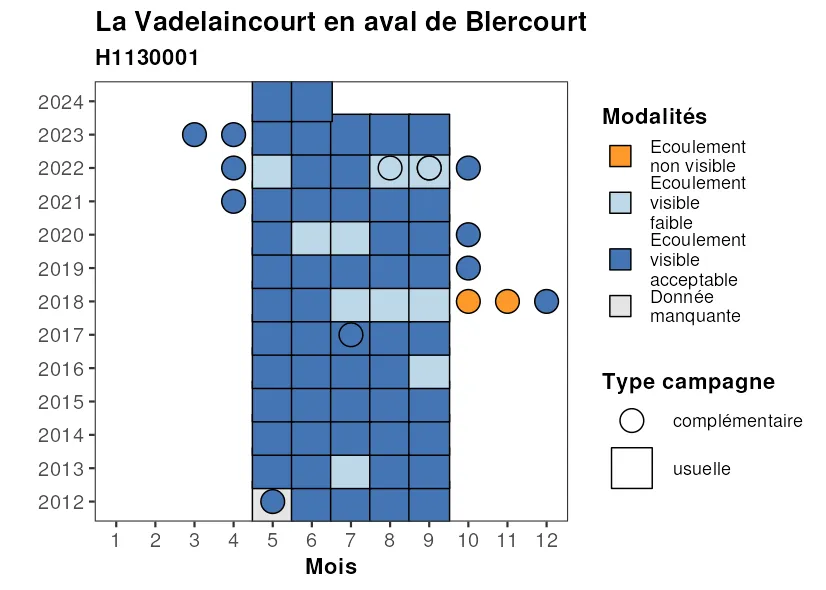 La Vadelaincourt en aval de Blercourt
H1130001
2024
2023
2022
2021
2020
2019
2018
2017
2016
2015
2014
2013
2012
1 2 3 4 5 6 7 8 9 10 11 12
Mois
Modalités
Ecoulement
non visible
Ecoulement
visible
faible
Ecoulement
visible
acceptable
Donnée
manquante
Type campagne
complémentaire
usuelle